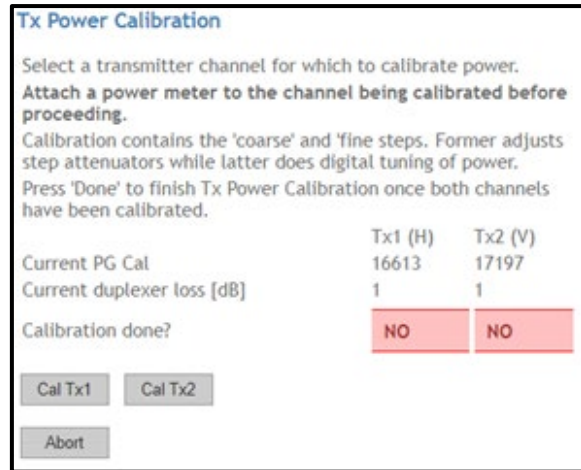 Tx Power Calibration
Select a transmitter channel for which to calibrate power.
Attach a power meter to the channel being calibrated before
proceeding.
Calibration contains the 'coarse' and 'fine steps. Former adjusts
step attenuators while latter does digital tuning of power.
Press 'Done' to finish Tx Power Calibration once both channels
have been calibrated.
Tx1 (H) Tx2 (V)
Current PG Cal 16613 17197
Current duplexer loss [dB] 1 1
Calibration done? NO NO
Cal Tx1 Cal Tx2
Abort